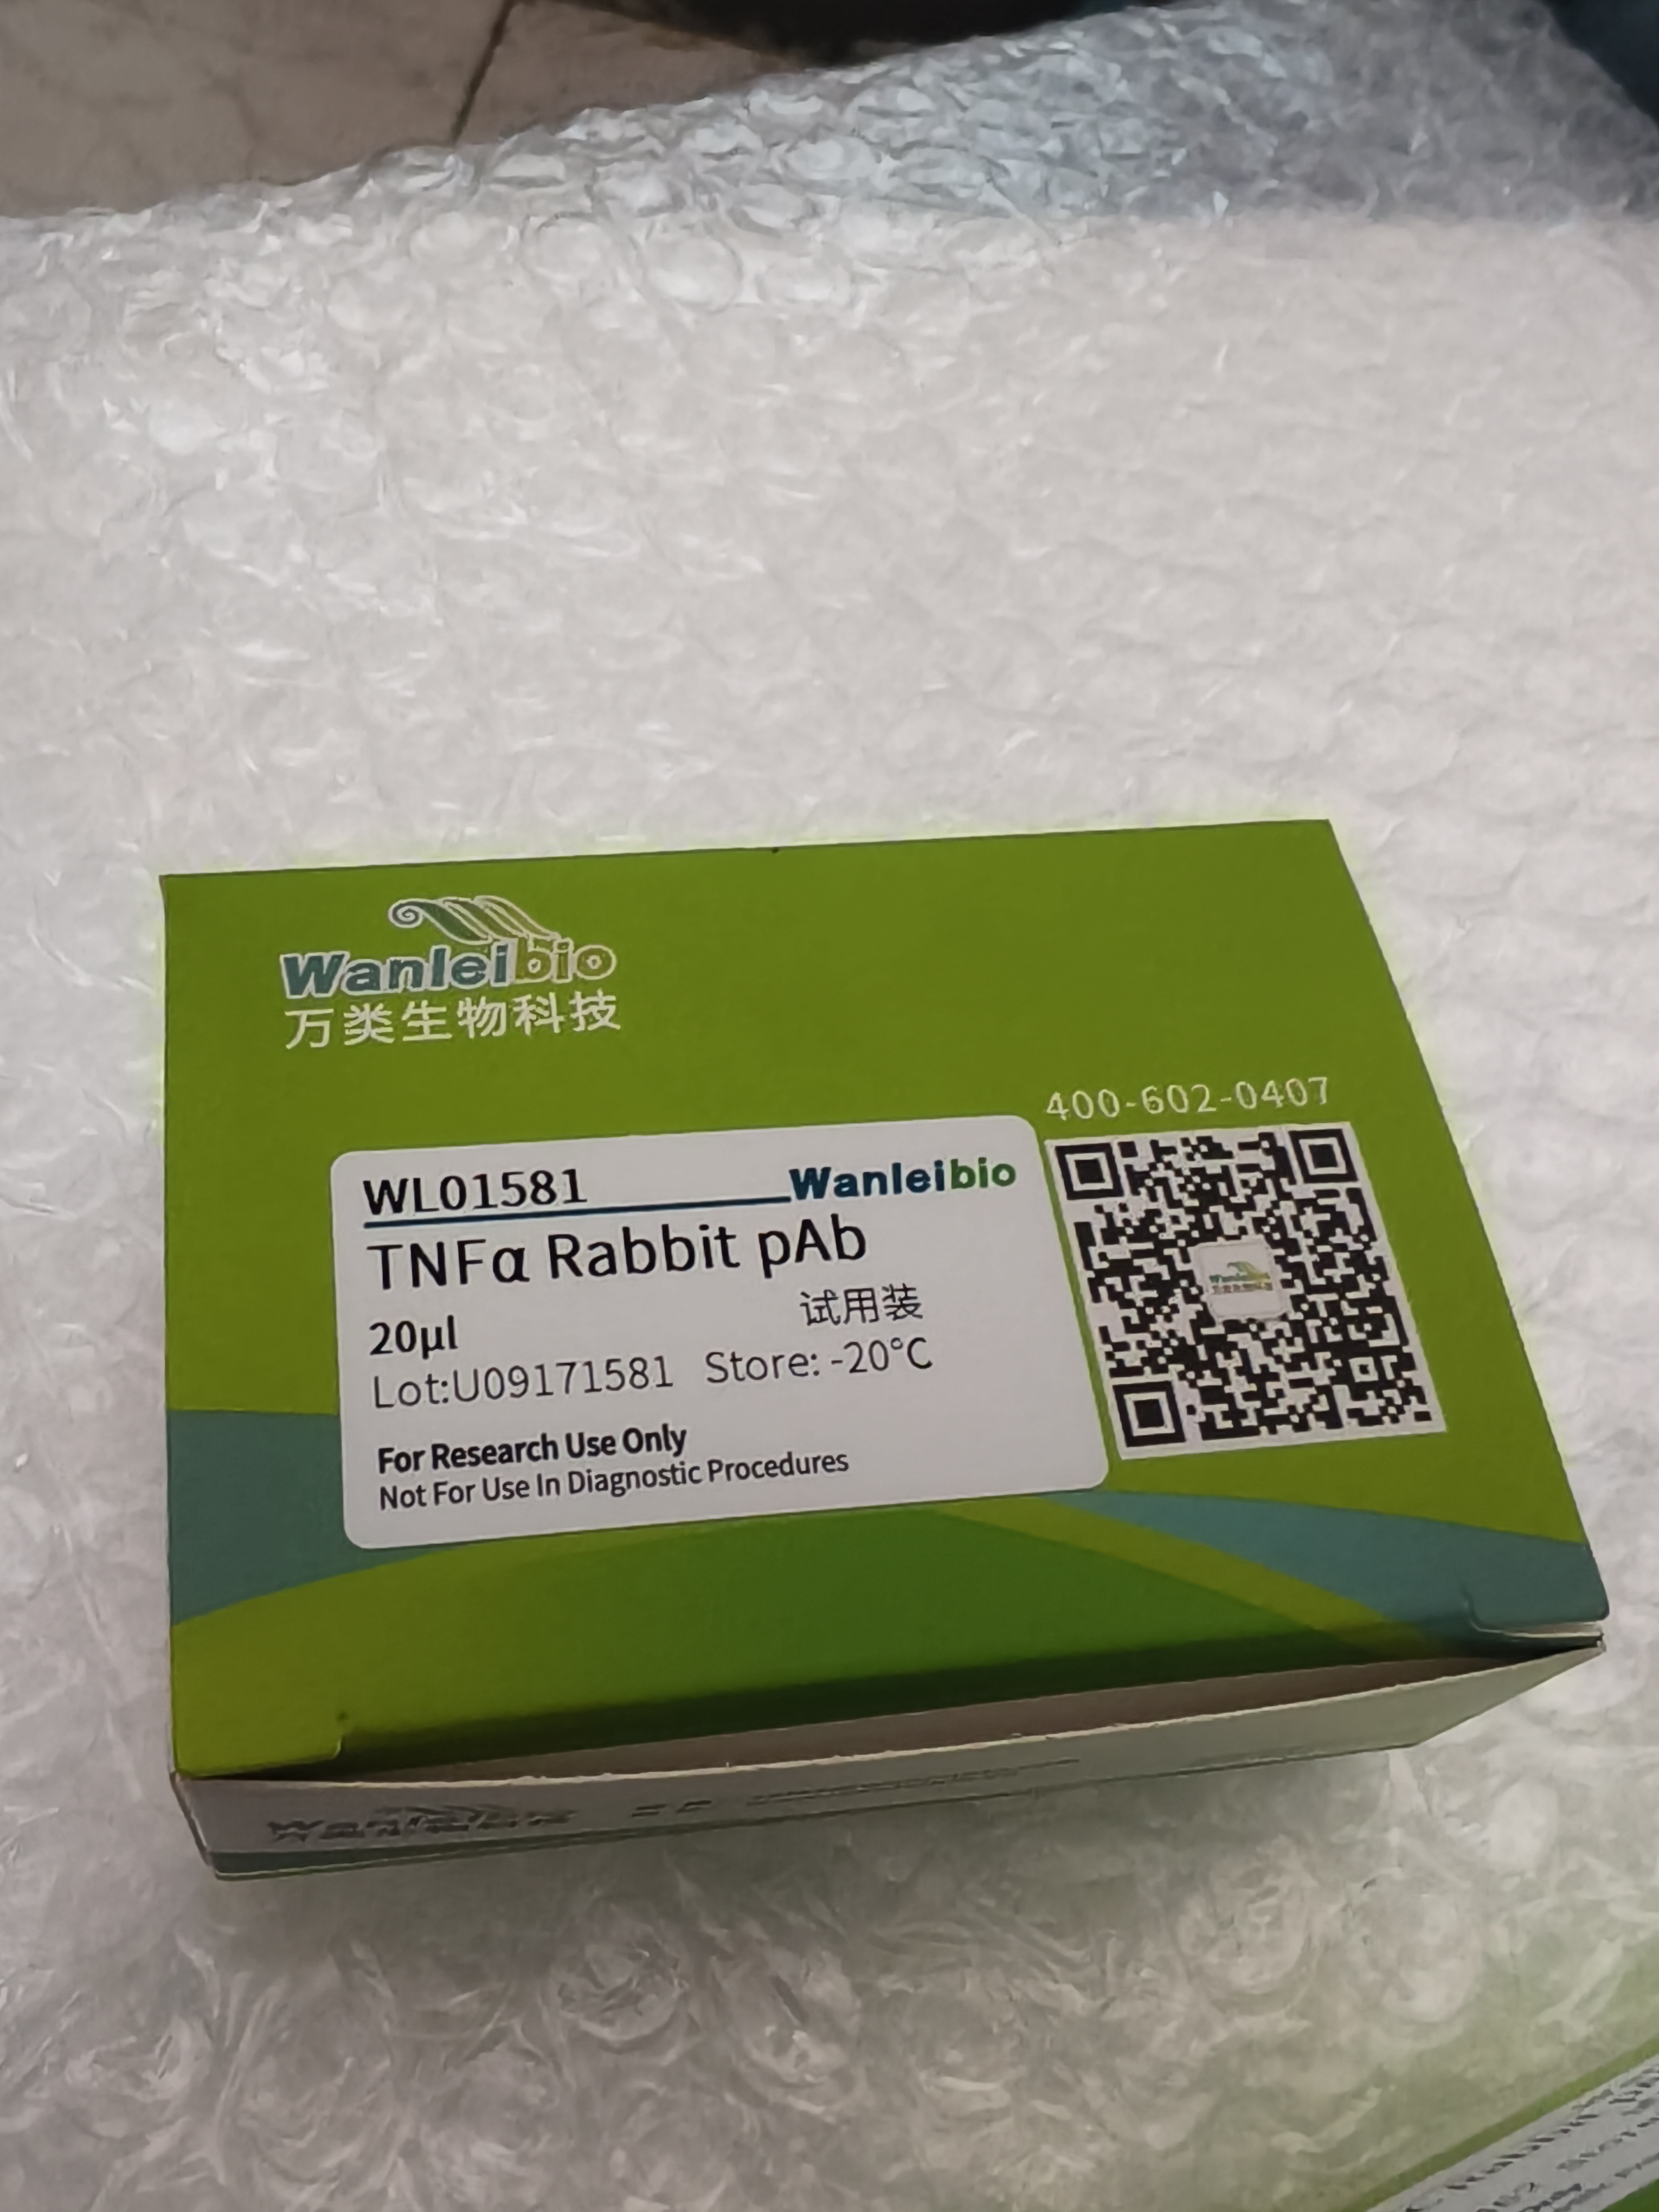 Wanleibio
万类生物科技
400-602-0407
WL01581 Wanleibio
TNFα Rabbit pAb
20μl 试用装
Lot:U09171581 Store: -20°C
For Research Use Only
Not For Use In Diagnostic Procedures